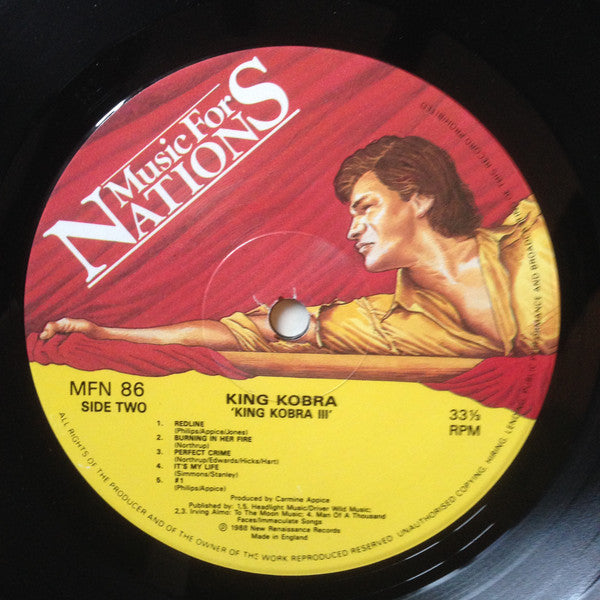 Music For
NATIONS
MFN 86
SIDE TWO
KING KOBRA
'KING KOBRA III'
33⅓
RPM
1. REDLINE
(Philips/Appice/Jones)
2. BURNING IN HER FIRE
(Northrup)
3. PERFECT CRIME
(Northrup/Edwards/Hicks/Hart)
4. IT'S MY LIFE
(Simmons/Stanley)
5. #1
(Philips/Appice)
Produced by Carmine Appice
Published by: 1.5. Headlight Music/Driver Wild Music;
2.3. Irving Almo: To The Moon Music; 4. Man Of A Thousand
Faces/Immaculate Songs
℗ 1988 New Renaissance Records
Made in England
ALL RIGHTS OF THE PRODUCER AND OF THE OWNER OF THE WORK REPRODUCED RESERVED. UNAUTHORISED COPYING, HIRING, LENDING, PUBLIC PERFORMANCE AND BROADCASTING OF THIS RECORD PROHIBITED